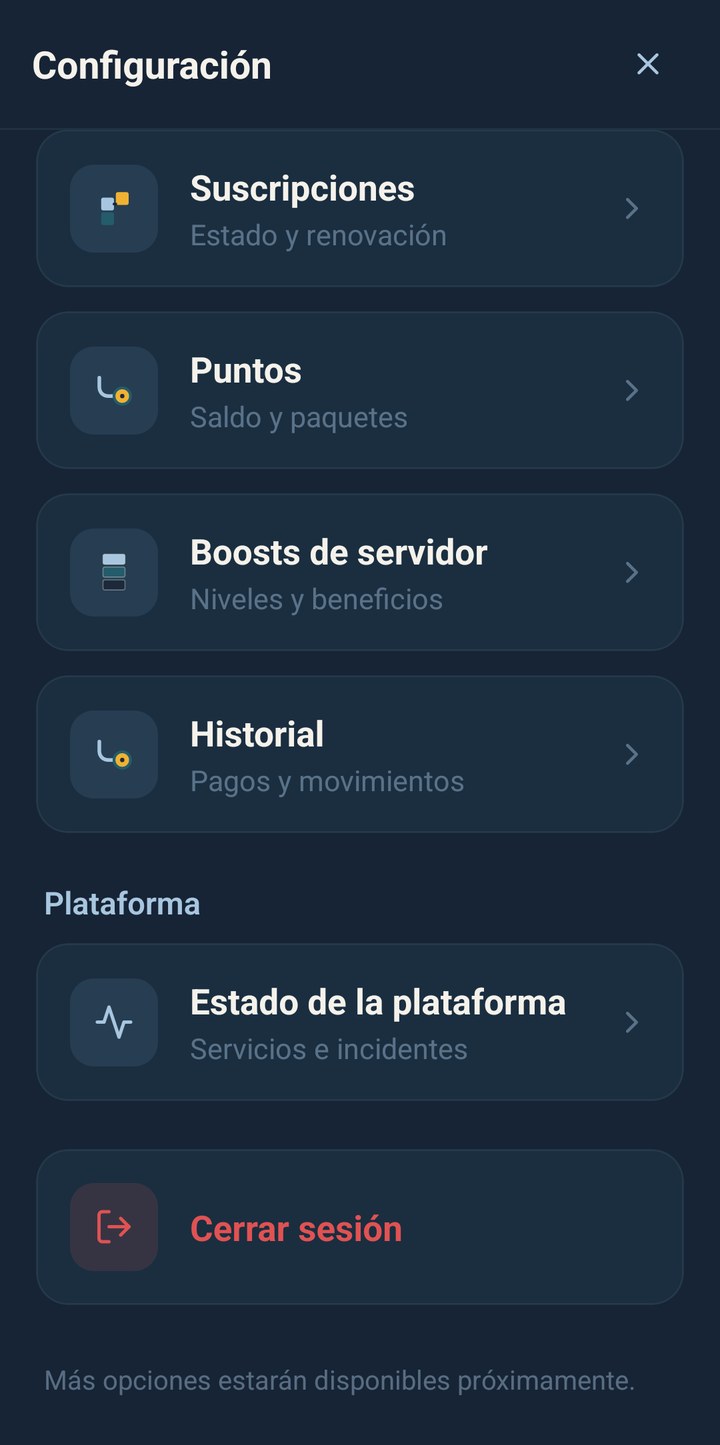 Configuración
Suscripciones
Estado y renovación
Puntos
Saldo y paquetes
Boosts de servidor
Niveles y beneficios
Historial
Pagos y movimientos
Plataforma
Estado de la plataforma
Servicios e incidentes
Cerrar sesión
Más opciones estarán disponibles próximamente.